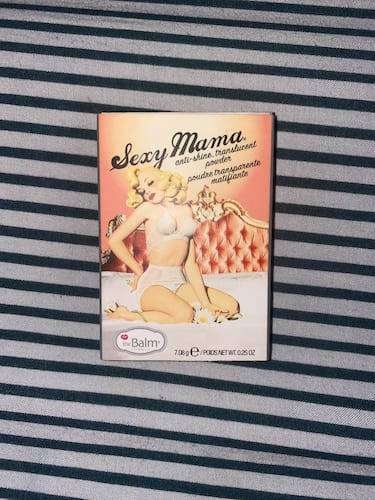 Sexy Mama
anti-shine, translucent
powder
poudre transparente
matifiante
the Balm®
7.08 g ℮ / POIDS NET WT. 0.25 OZ